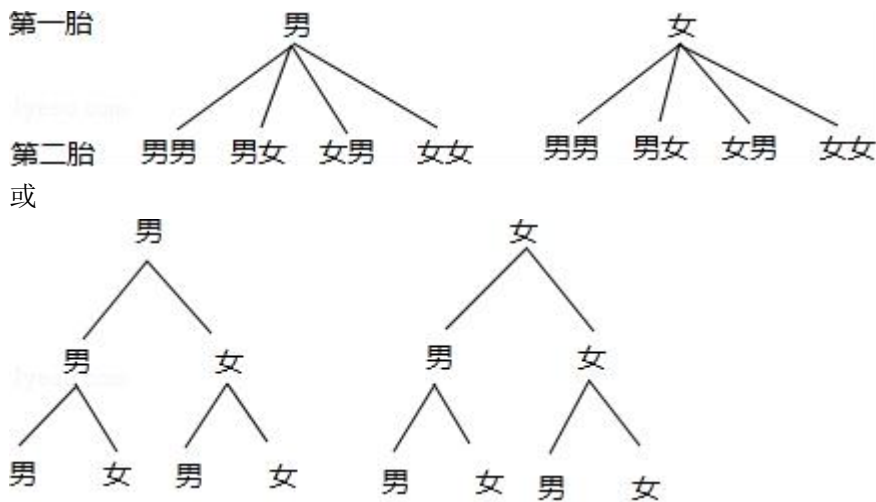 第一胎 男 女
第二胎 男男 男女 女男 女女 男男 男女 女男 女女
或
男 女
男 女 男 女
男 女 男 女 男 女 男 女